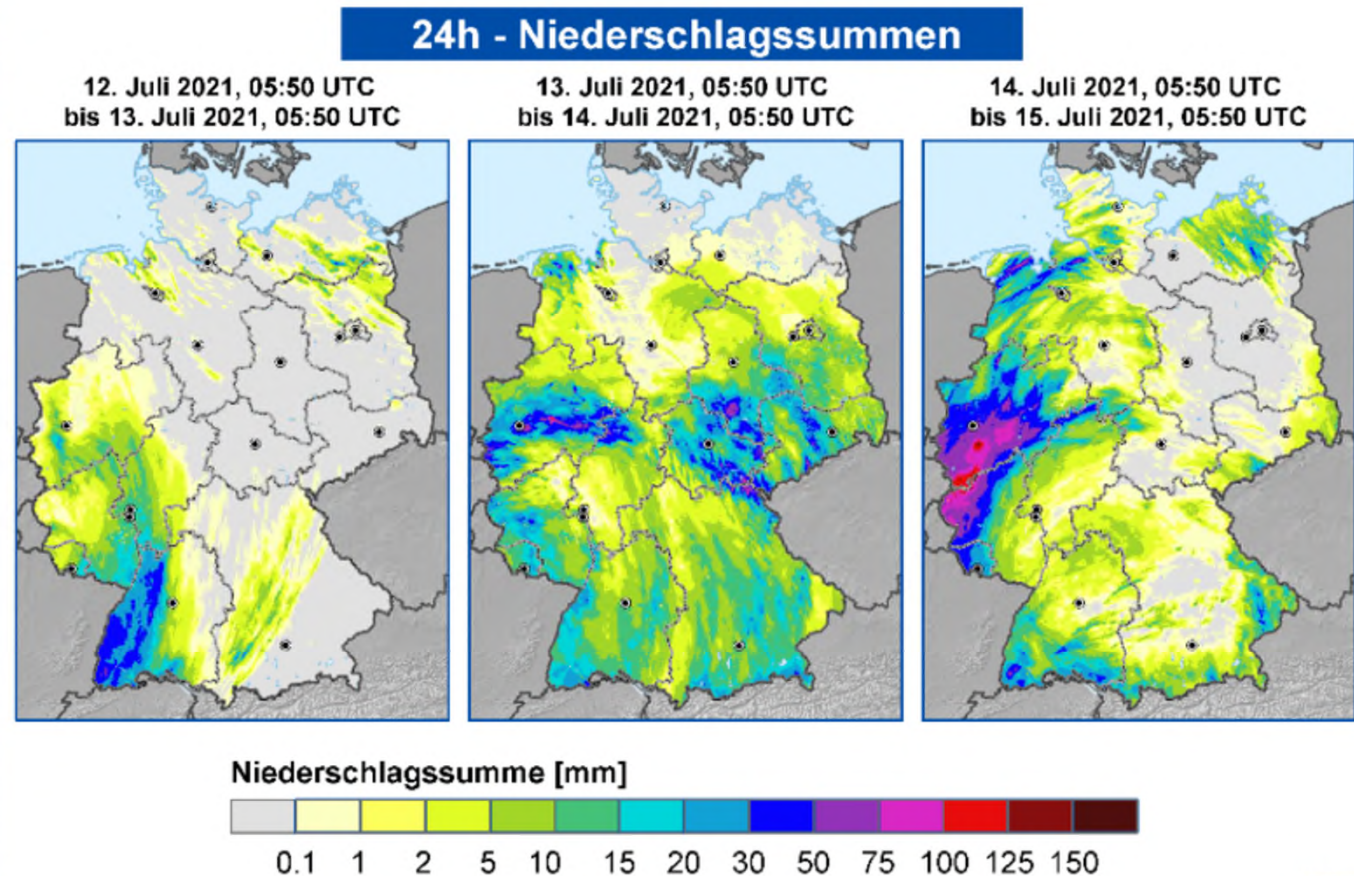 24h - Niederschlagssummen
12. Juli 2021, 05:50 UTC
bis 13. Juli 2021, 05:50 UTC
13. Juli 2021, 05:50 UTC
bis 14. Juli 2021, 05:50 UTC
14. Juli 2021, 05:50 UTC
bis 15. Juli 2021, 05:50 UTC
Niederschlagssumme [mm]
0.1 1 2 5 10 15 20 30 50 75 100 125 150